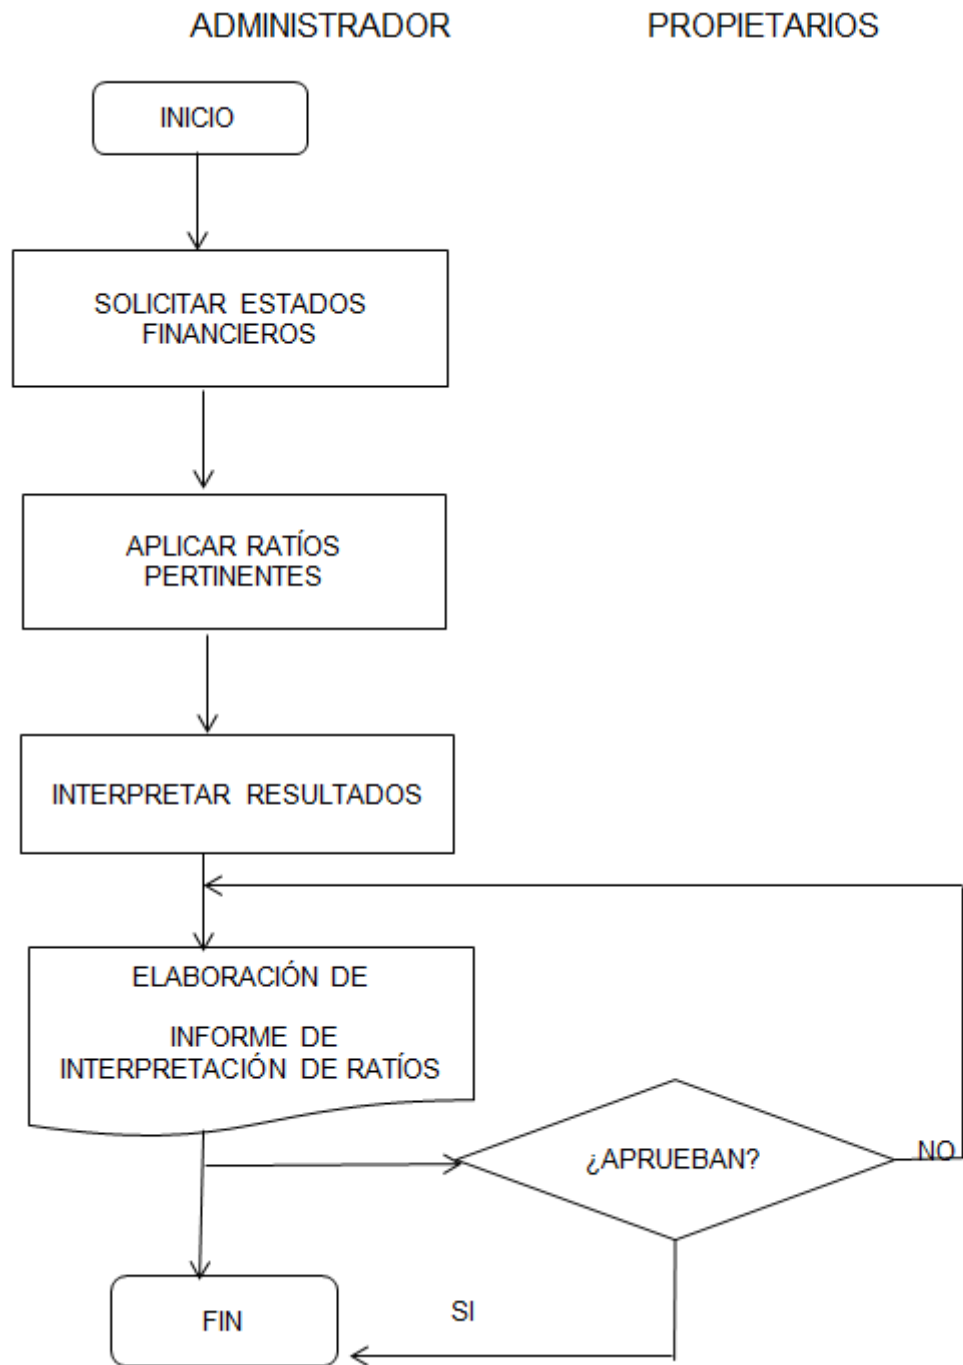 ADMINISTRADOR
PROPIETARIOS
INICIO
SOLICITAR ESTADOS
FINANCIEROS
APLICAR RATÍOS
PERTINENTES
INTERPRETAR RESULTADOS
ELABORACIÓN DE
INFORME DE
INTERPRETACIÓN DE RATÍOS
¿APRUEBAN?
NO
SI
FIN